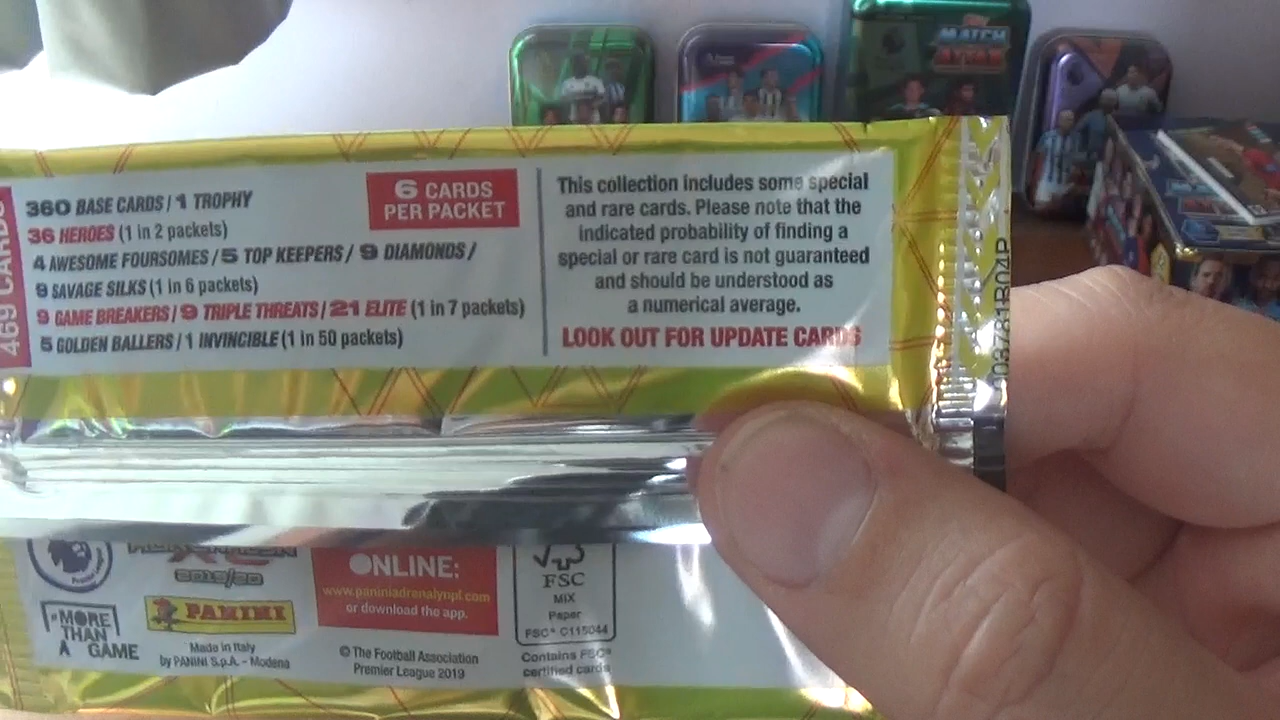 MATCH
ATTAX
469 CARDS
360 BASE CARDS / 1 TROPHY
36 HEROES (1 in 2 packets)
4 AWESOME FOURSOMES / 5 TOP KEEPERS / 9 DIAMONDS /
9 SAVAGE SILKS (1 in 6 packets)
9 GAME BREAKERS / 9 TRIPLE THREATS / 21 ELITE (1 in 7 packets)
5 GOLDEN BALLERS / 1 INVINCIBLE (1 in 50 packets)
6 CARDS
PER PACKET
This collection includes some special
and rare cards. Please note that the
indicated probability of finding a
special or rare card is not guaranteed
and should be understood as
a numerical average.
LOOK OUT FOR UPDATE CARDS
Premier League
2019/20
#MORE
THAN
A GAME
PANINI
Made in Italy
by PANINI S.p.A. - Modena
ONLINE:
www.paniniadrenalynpl.com
or download the app.
© The Football Association
Premier League 2019
FSC
MIX
Paper
FSC® C115044
Contains FSC®
certified cards